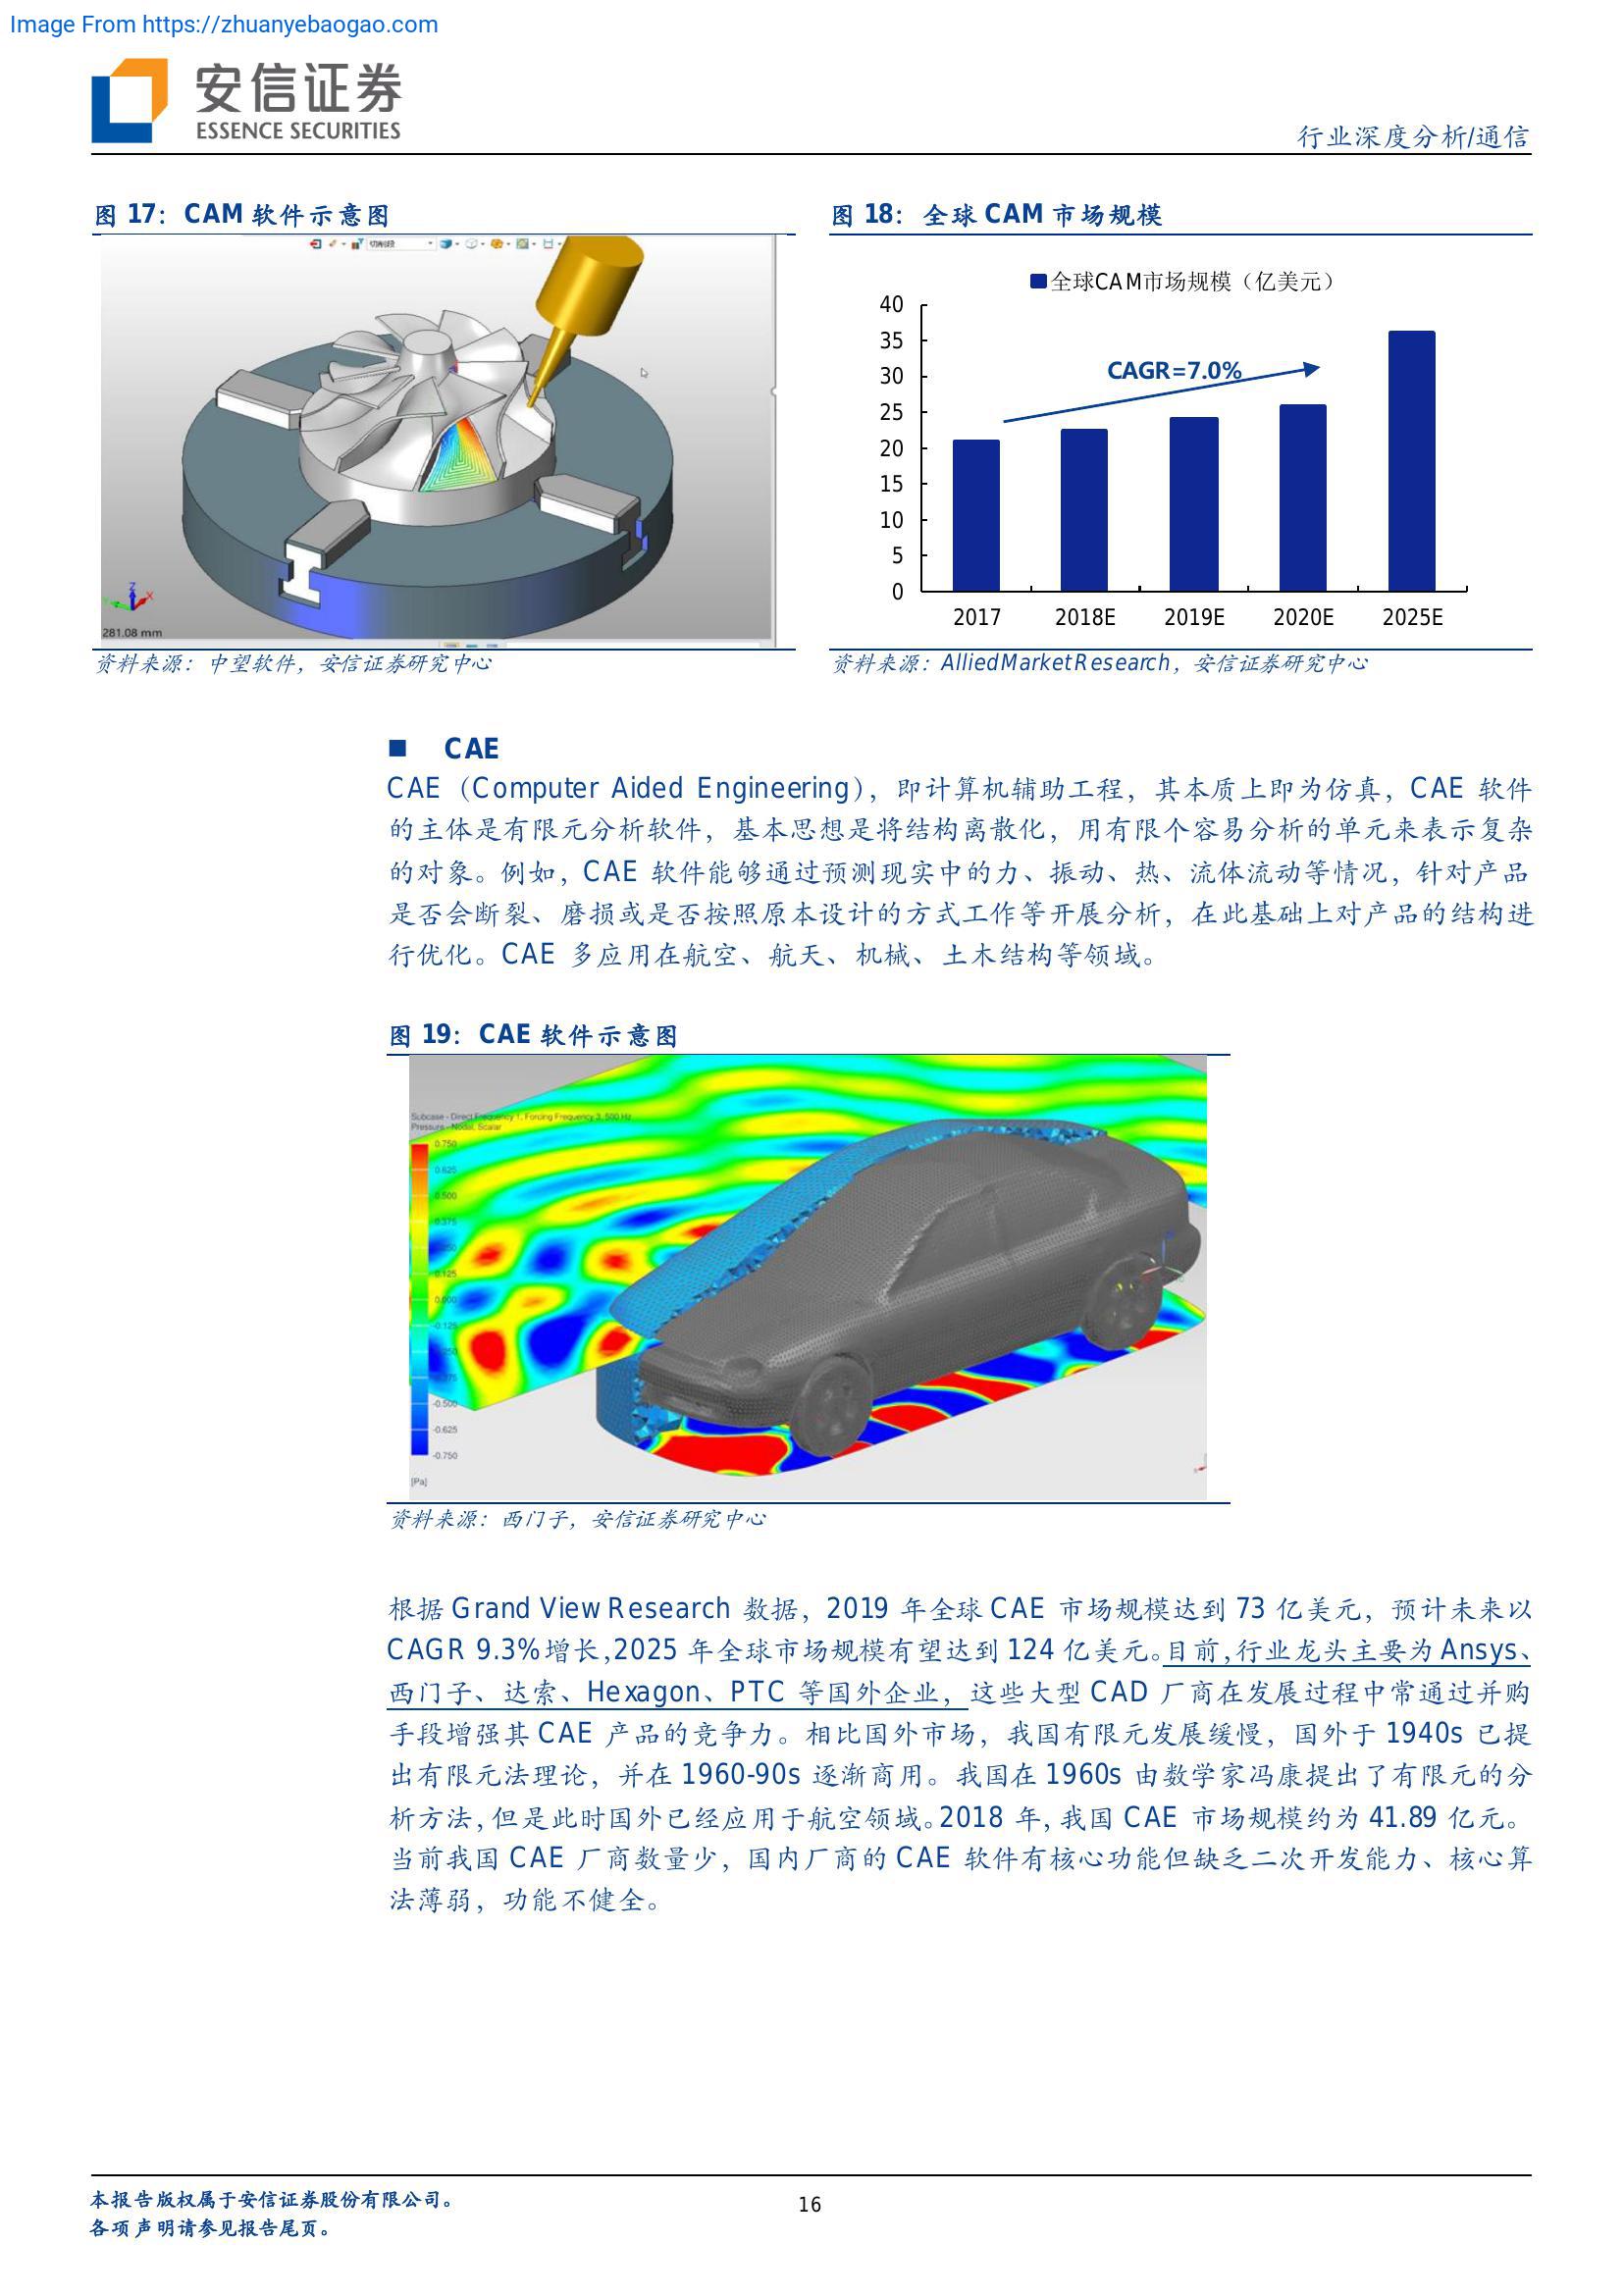 Image From https://zhuanyebaogao.com
安信证券
ESSENCE SECURITIES
行业深度分析/通信
图 17：CAM 软件示意图
切削段
281.08 mm
Z
X
资料来源：中望软件，安信证券研究中心
图 18：全球 CAM 市场规模
全球CAM市场规模（亿美元）
40
35
30
25
20
15
10
5
0
CAGR=7.0%
2017 2018E 2019E 2020E 2025E
资料来源：AlliedMarketResearch，安信证券研究中心
■ CAE
CAE（Computer Aided Engineering），即计算机辅助工程，其本质上即为仿真，CAE 软件
的主体是有限元分析软件，基本思想是将结构离散化，用有限个容易分析的单元来表示复杂
的对象。例如，CAE 软件能够通过预测现实中的力、振动、热、流体流动等情况，针对产品
是否会断裂、磨损或是否按照原本设计的方式工作等开展分析，在此基础上对产品的结构进
行优化。CAE 多应用在航空、航天、机械、土木结构等领域。
图 19：CAE 软件示意图
Subcase - Direct Frequency 1, Forcing Frequency 3, 500 Hz
Pressure - Nodal, Scalar
0.750
0.625
0.500
0.375
0.125
0.000
-0.125
-0.500
-0.625
-0.750
[Pa]
资料来源：西门子，安信证券研究中心
根据 Grand View Research 数据，2019 年全球 CAE 市场规模达到 73 亿美元，预计未来以
CAGR 9.3%增长，2025 年全球市场规模有望达到 124 亿美元。目前，行业龙头主要为 Ansys、
西门子、达索、Hexagon、PTC 等国外企业，这些大型 CAD 厂商在发展过程中常通过并购
手段增强其 CAE 产品的竞争力。相比国外市场，我国有限元发展缓慢，国外于 1940s 已提
出有限元法理论，并在 1960-90s 逐渐商用。我国在 1960s 由数学家冯康提出了有限元的分
析方法，但是此时国外已经应用于航空领域。2018 年，我国 CAE 市场规模约为 41.89 亿元。
当前我国 CAE 厂商数量少，国内厂商的 CAE 软件有核心功能但缺乏二次开发能力、核心算
法薄弱，功能不健全。
本报告版权属于安信证券股份有限公司。
各项声明请参见报告尾页。
16